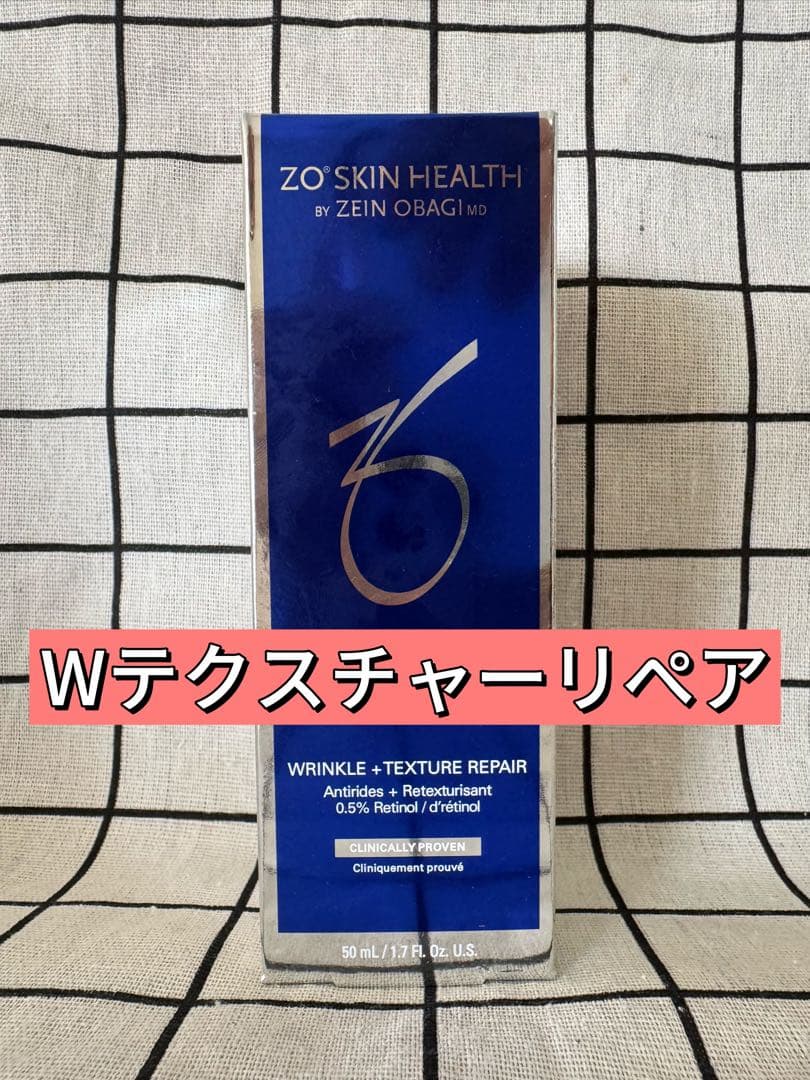 ZO® SKIN HEALTH
BY ZEIN OBAGI MD
Wテクスチャーリペア
WRINKLE + TEXTURE REPAIR
Antirides + Retexturisant
0.5% Retinol / d'rétinol
CLINICALLY PROVEN
Cliniquement prouvé
50 mL / 1.7 Fl. Oz. U.S.